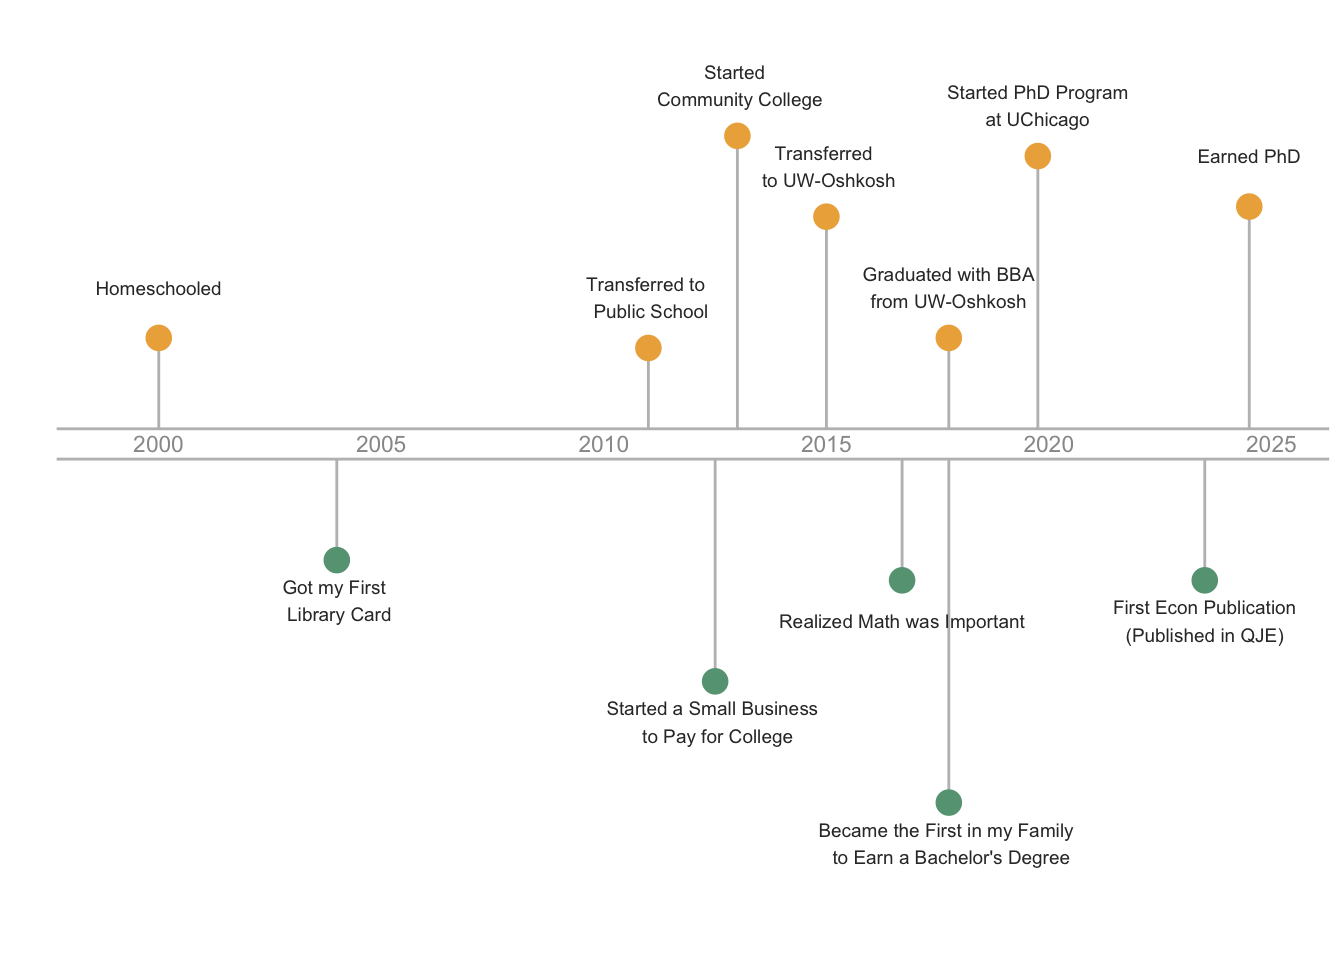 Started
Community College
Started PhD Program
at UChicago
Transferred
to UW-Oshkosh
Earned PhD
Graduated with BBA
from UW-Oshkosh
Homeschooled
Transferred to
Public School
2000 2005 2010 2015 2020 2025
Got my First
Library Card
Realized Math was Important
First Econ Publication
(Published in QJE)
Started a Small Business
to Pay for College
Became the First in my Family
to Earn a Bachelor's Degree